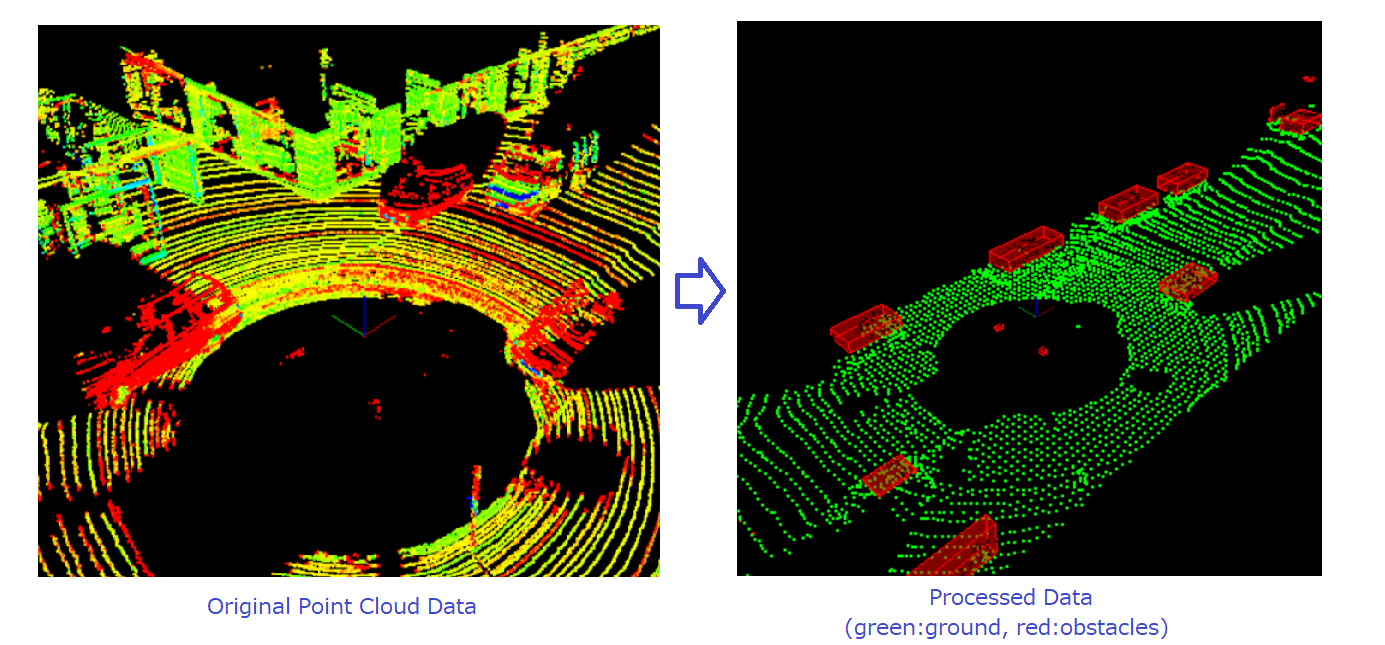 Original Point Cloud Data
Processed Data
(green:ground, red:obstacles)